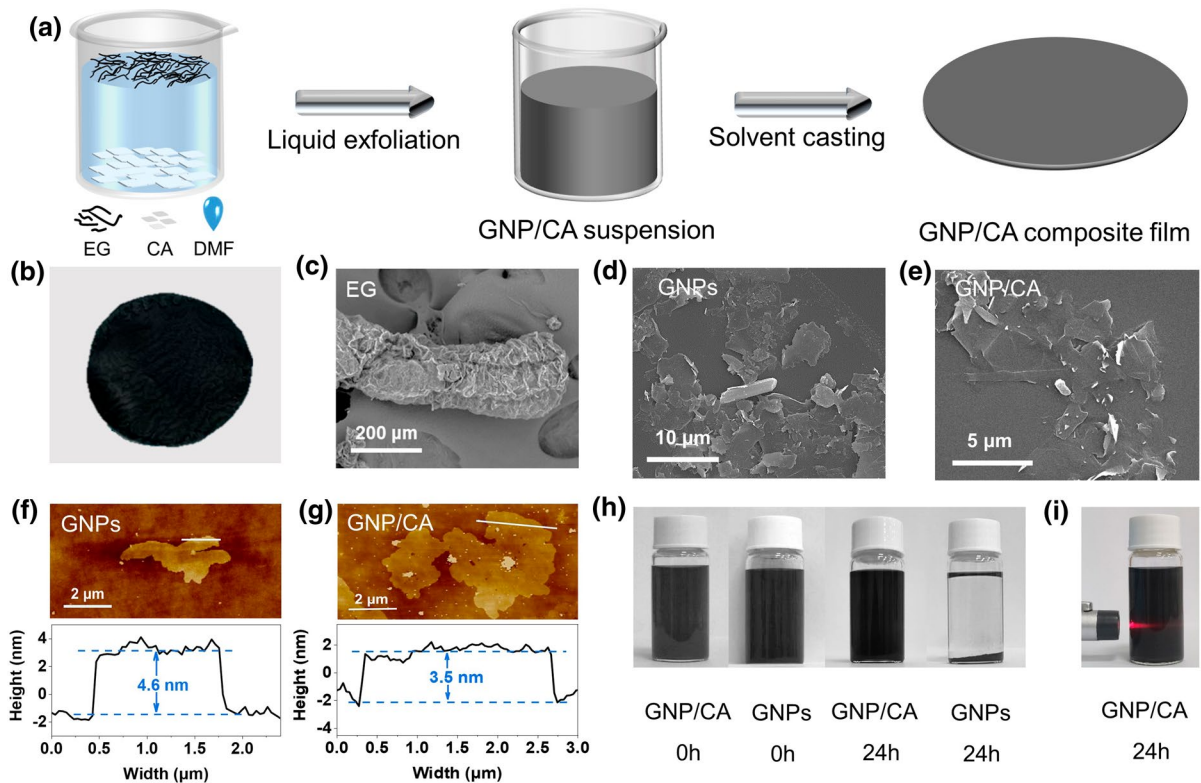 (a)
Liquid exfoliation
Solvent casting
EG CA DMF
GNP/CA suspension
GNP/CA composite film
(b)
(c)
EG
200 μm
(d)
GNPs
10 μm
(e)
GNP/CA
5 μm
(f)
GNPs
2 μm
Height (nm)
4
2
0
-2
4.6 nm
0.0 0.5 1.0 1.5 2.0
Width (μm)
(g)
GNP/CA
2 μm
Height (nm)
2
0
-2
-4
3.5 nm
0.0 0.5 1.0 1.5 2.0 2.5 3.0
Width (μm)
(h)
GNP/CA GNPs GNP/CA GNPs
0h 0h 24h 24h
(i)
GNP/CA
24h